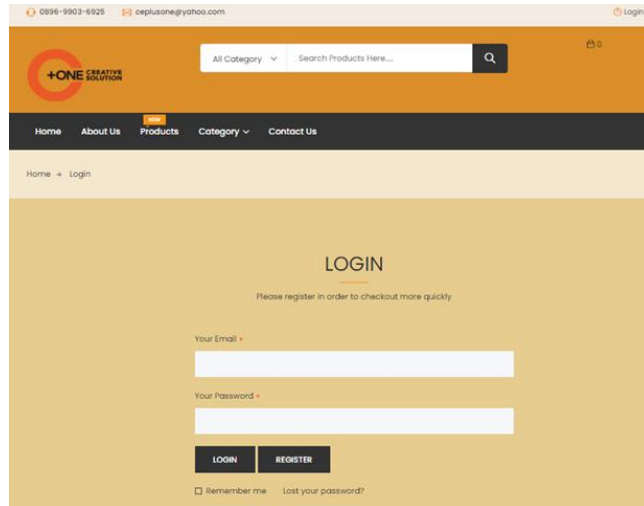 0896-9903-6925 ceplusone@yahoo.com Login
+ONE CREATIVE SOLUTION
All Category Search Products Here.... 0
NEW
Home About Us Products Category Contact Us
Home → Login
LOGIN
Please register in order to checkout more quickly
Your Email *
Your Password *
LOGIN REGISTER
Remember me Lost your password?